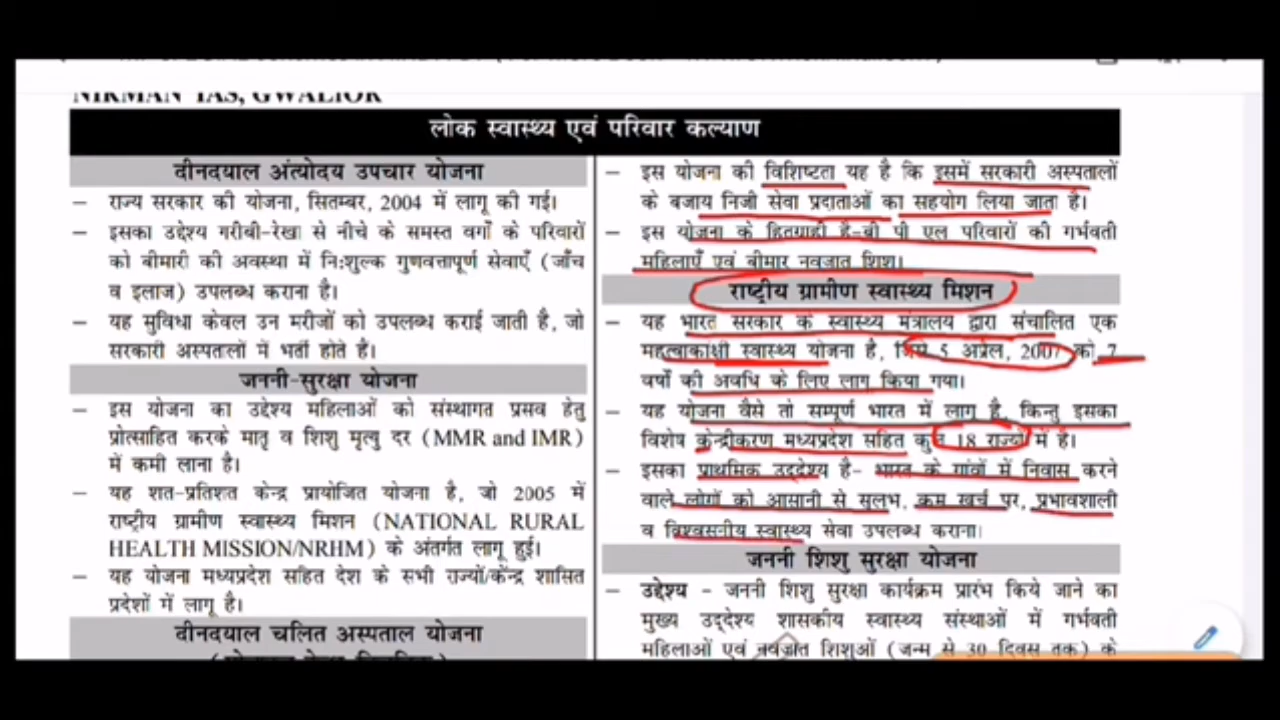 NIRMAN IAS, GWALIOR
लोक स्वास्थ्य एवं परिवार कल्याण
दीनदयाल अंत्योदय उपचार योजना
– राज्य सरकार की योजना, सितम्बर, 2004 में लागू की गई।
– इसका उद्देश्य गरीबी-रेखा से नीचे के समस्त वर्गों के परिवारों
को बीमारी की अवस्था में नि:शुल्क गुणवत्तापूर्ण सेवाएँ (जाँच
व इलाज) उपलब्ध कराना है।
– यह सुविधा केवल उन मरीजों को उपलब्ध कराई जाती है, जो
सरकारी अस्पतालों में भर्ती होते है।
जननी-सुरक्षा योजना
– इस योजना का उद्देश्य महिलाओं को संस्थागत प्रसव हेतु
प्रोत्साहित करके मातृ व शिशु मृत्यु दर (MMR and IMR)
में कमी लाना है।
– यह शत-प्रतिशत केन्द्र प्रायोजित योजना है, जो 2005 में
राष्ट्रीय ग्रामीण स्वास्थ्य मिशन (NATIONAL RURAL
HEALTH MISSION/NRHM) के अंतर्गत लागू हुई।
– यह योजना मध्यप्रदेश सहित देश के सभी राज्यों/केन्द्र शासित
प्रदेशों में लागू है।
दीनदयाल चलित अस्पताल योजना
– इस योजना की विशिष्टता यह है कि इसमें सरकारी अस्पतालों
के बजाय निजी सेवा प्रदाताओं का सहयोग लिया जाता है।
– इस योजना के हितग्राही है-बी पी एल परिवारों की गर्भवती
महिलाएँ एवं बीमार नवजात शिशु।
राष्ट्रीय ग्रामीण स्वास्थ्य मिशन
– यह भारत सरकार के स्वास्थ्य मंत्रालय द्वारा संचालित एक
महत्वाकांक्षी स्वास्थ्य योजना है, जिसे 5 अप्रैल, 2007 को 7
वर्षों की अवधि के लिए लागू किया गया।
– यह योजना वैसे तो सम्पूर्ण भारत में लागू है, किन्तु इसका
विशेष केन्द्रीकरण मध्यप्रदेश सहित कुल 18 राज्यों में है।
– इसका प्राथमिक उद्देश्य है- भारत के गांवों में निवास करने
वाले लोगों को आसानी से सुलभ, कम खर्च पर, प्रभावशाली
व विश्वसनीय स्वास्थ्य सेवा उपलब्ध कराना।
जननी शिशु सुरक्षा योजना
– उद्देश्य - जननी शिशु सुरक्षा कार्यक्रम प्रारंभ किये जाने का
मुख्य उद्देश्य शासकीय स्वास्थ्य संस्थाओं में गर्भवती
महिलाओं एवं नवजात शिशुओं (जन्म से 30 दिवस तक) के